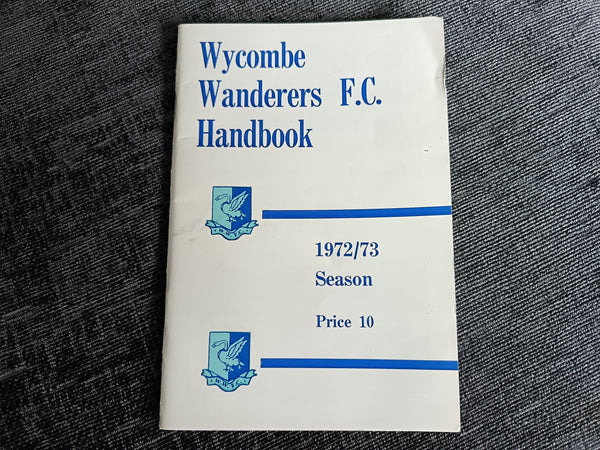 Wycombe
Wanderers F.C.
Handbook
W.W.F.C.
1972/73
Season
Price 10
W.W.F.C.